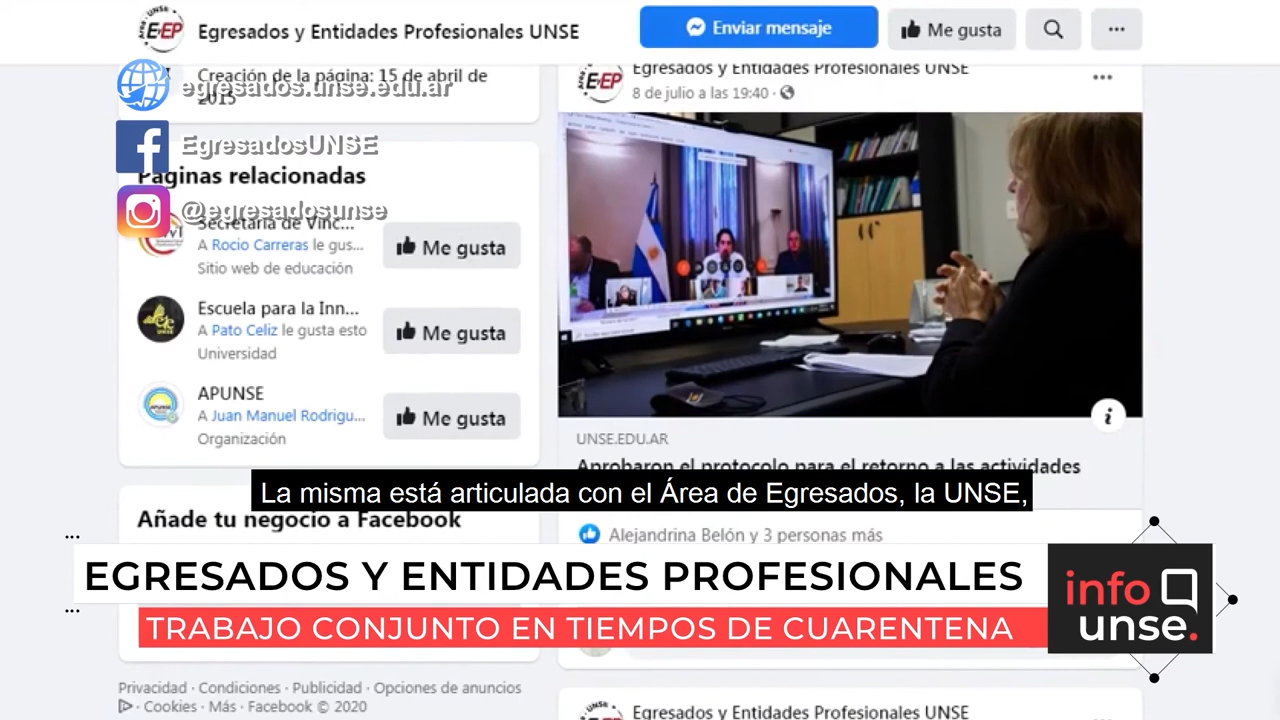 Egresados y Entidades Profesionales UNSE
Enviar mensaje
Me gusta
Creación de la página: 15 de abril de
2015
egresados.unse.edu.ar
EgresadosUNSE
@egresadosunse
Páginas relacionadas
Secretaría de Vinc...
A Rocio Carreras le gus...
Sitio web de educación
Me gusta
Escuela para la Inn...
A Pato Celiz le gusta esto
Universidad
Me gusta
APUNSE
A Juan Manuel Rodrigu...
Organización
Me gusta
Añade tu negocio a Facebook
Privacidad · Condiciones · Publicidad · Opciones de anuncios
· Cookies · Más · Facebook © 2020
Egresados y Entidades Profesionales UNSE
8 de julio a las 19:40 ·
UNSE.EDU.AR
Aprobaron el protocolo para el retorno a las actividades
Alejandrina Belón y 3 personas más
La misma está articulada con el Área de Egresados, la UNSE,
EGRESADOS Y ENTIDADES PROFESIONALES
TRABAJO CONJUNTO EN TIEMPOS DE CUARENTENA
info
unse.
Egresados y Entidades Profesionales UNSE